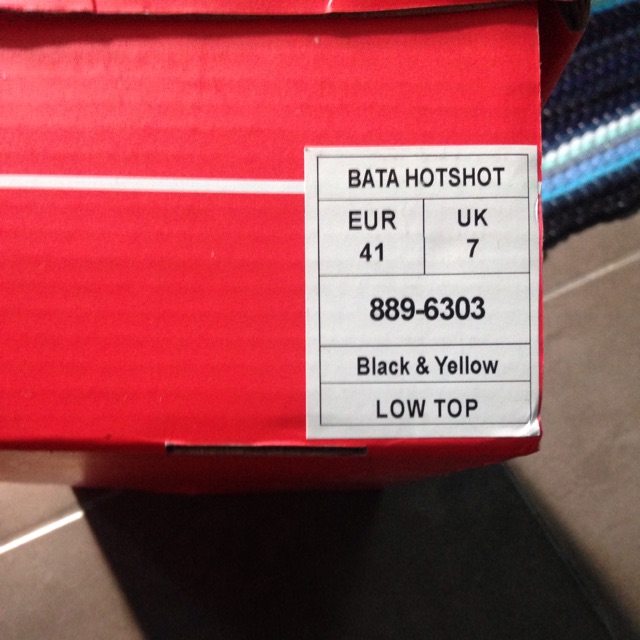 BATA HOTSHOT
EUR UK
41 7
889-6303
Black & Yellow
LOW TOP